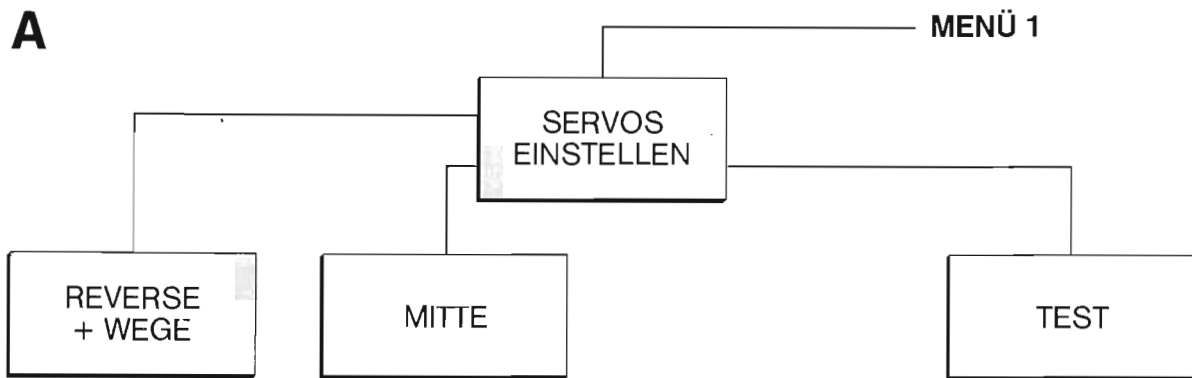 A
MENÜ 1
SERVOS
EINSTELLEN
REVERSE
+ WEGE
MITTE
TEST